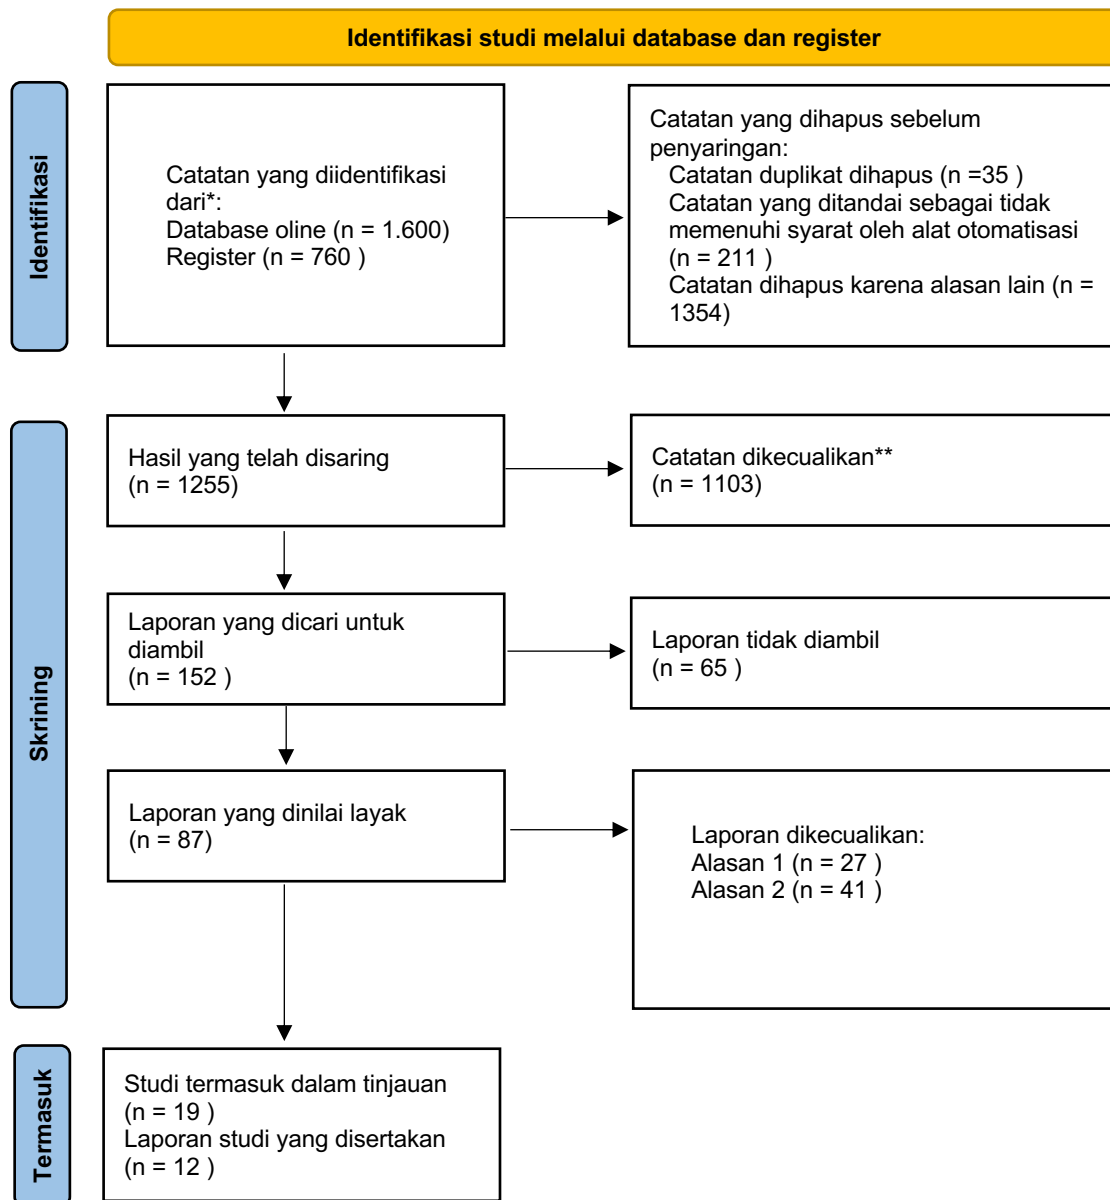 Identifikasi studi melalui database dan register
Identifikasi
Catatan yang diidentifikasi
dari*:
Database oline (n = 1.600)
Register (n = 760 )
Catatan yang dihapus sebelum
penyaringan:
Catatan duplikat dihapus (n =35 )
Catatan yang ditandai sebagai tidak
memenuhi syarat oleh alat otomatisasi
(n = 211 )
Catatan dihapus karena alasan lain (n =
1354)
Skrining
Hasil yang telah disaring
(n = 1255)
Catatan dikecualikan**
(n = 1103)
Laporan yang dicari untuk
diambil
(n = 152 )
Laporan tidak diambil
(n = 65 )
Laporan yang dinilai layak
(n = 87)
Laporan dikecualikan:
Alasan 1 (n = 27 )
Alasan 2 (n = 41 )
Termasuk
Studi termasuk dalam tinjauan
(n = 19 )
Laporan studi yang disertakan
(n = 12 )